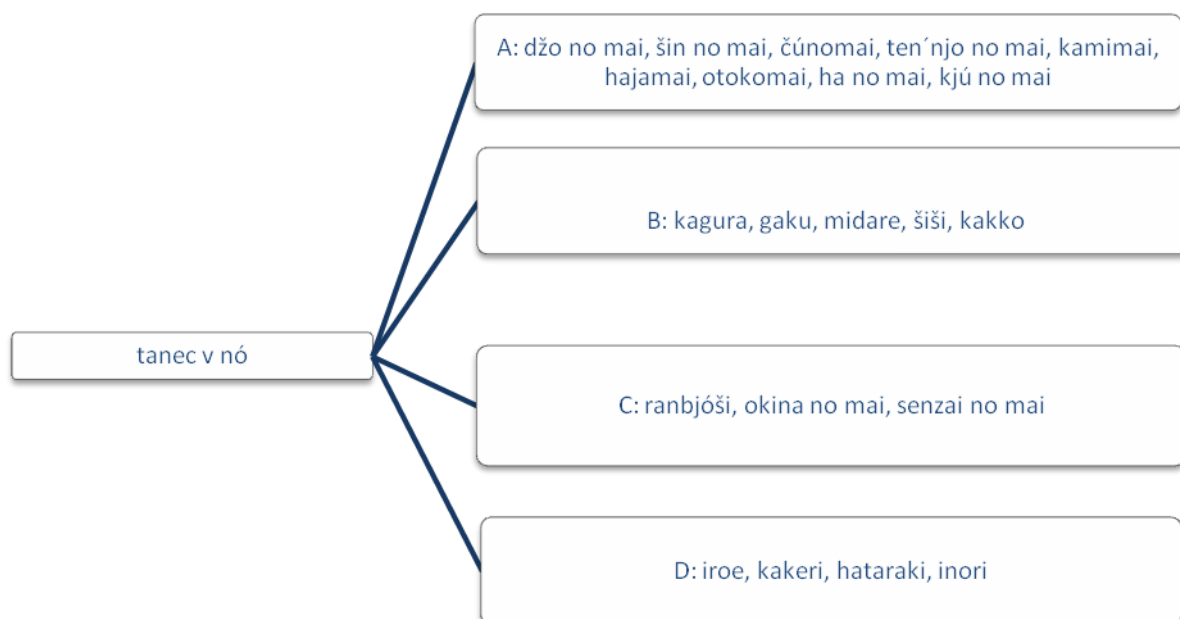 A: džo no mai, šin no mai, čúnomai, ten´njo no mai, kamimai,
hajamai, otokomai, ha no mai, kjú no mai
B: kagura, gaku, midare, šiši, kakko
tanec v nó
C: ranbjóši, okina no mai, senzai no mai
D: iroe, kakeri, hataraki, inori